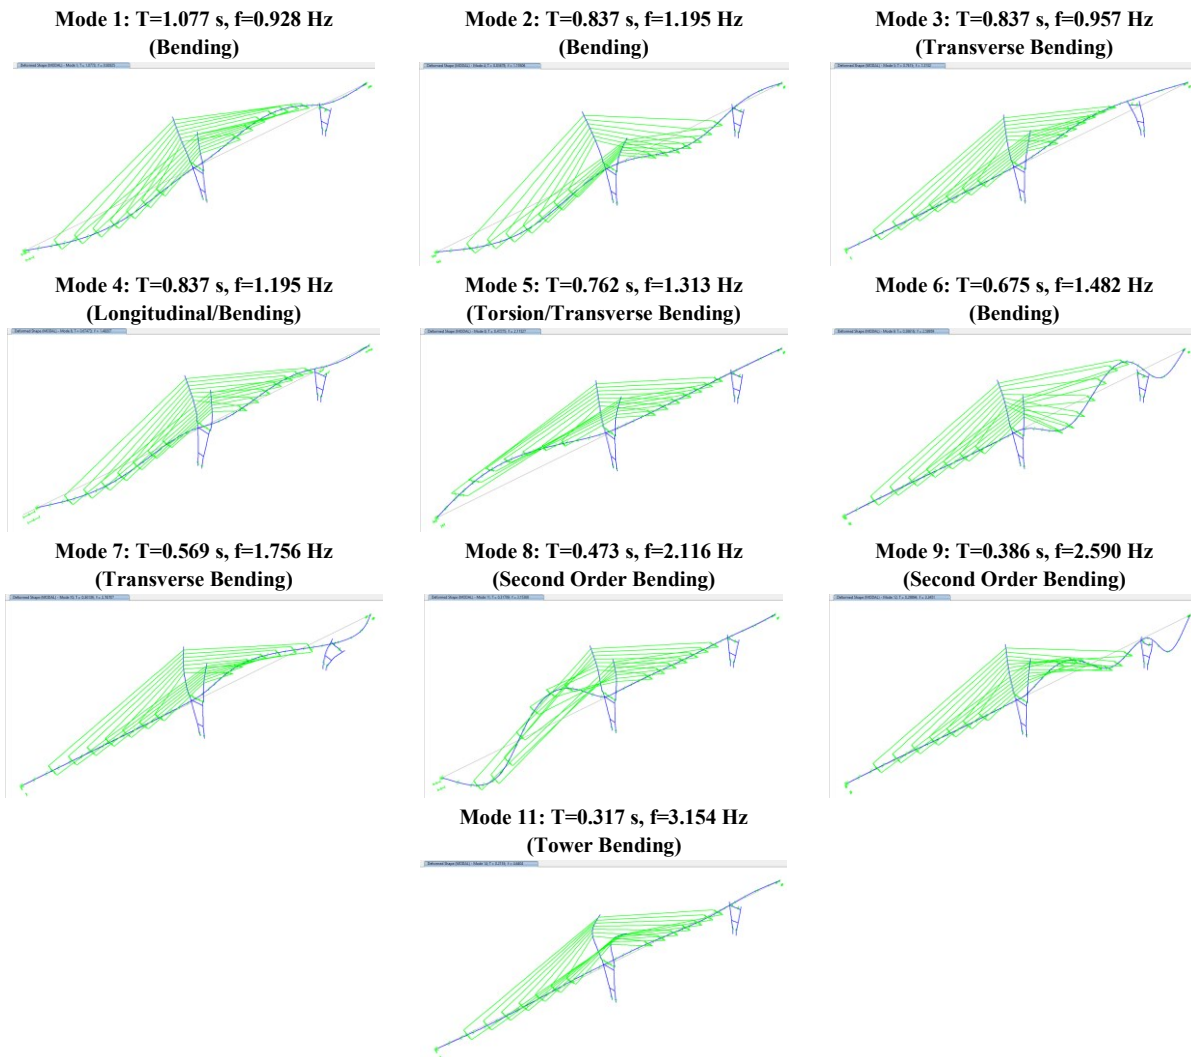 Mode 1: T=1.077 s, f=0.928 Hz
(Bending)
Mode 2: T=0.837 s, f=1.195 Hz
(Bending)
Mode 3: T=0.837 s, f=0.957 Hz
(Transverse Bending)
Mode 4: T=0.837 s, f=1.195 Hz
(Longitudinal/Bending)
Mode 5: T=0.762 s, f=1.313 Hz
(Torsion/Transverse Bending)
Mode 6: T=0.675 s, f=1.482 Hz
(Bending)
Mode 7: T=0.569 s, f=1.756 Hz
(Transverse Bending)
Mode 8: T=0.473 s, f=2.116 Hz
(Second Order Bending)
Mode 9: T=0.386 s, f=2.590 Hz
(Second Order Bending)
Mode 11: T=0.317 s, f=3.154 Hz
(Tower Bending)